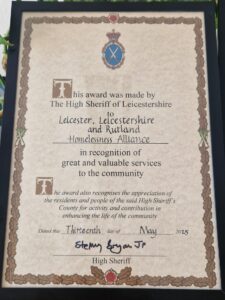 This award was made by
The High Sheriff of Leicestershire
to
Leicester, Leicestershire
and Rutland
Homelessness Alliance
in recognition of
great and valuable services
to the community
The award also recognises the appreciation of
the residents and people of the said High Sheriff's
County for activity and contribution in
enhancing the life of the community
Dated this Thirteenth day of May
High Sheriff